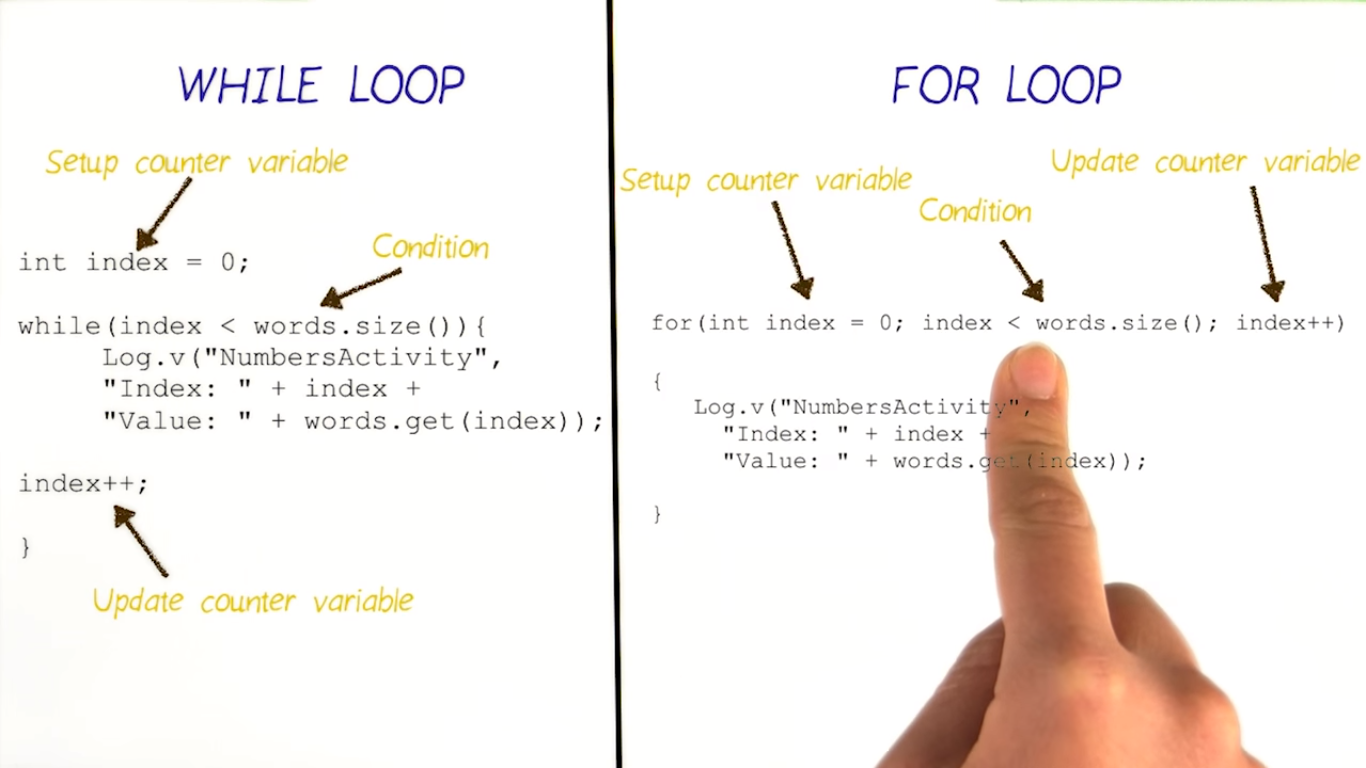 WHILE LOOP
Setup counter variable
Condition
int index = 0;
while(index < words.size()){
Log.v("NumbersActivity",
"Index: " + index +
"Value: " + words.get(index));
index++;
}
Update counter variable
FOR LOOP
Setup counter variable
Condition
Update counter variable
for(int index = 0; index < words.size(); index++)
{
Log.v("NumbersActivity",
"Index: " + index +
"Value: " + words.get(index));
}